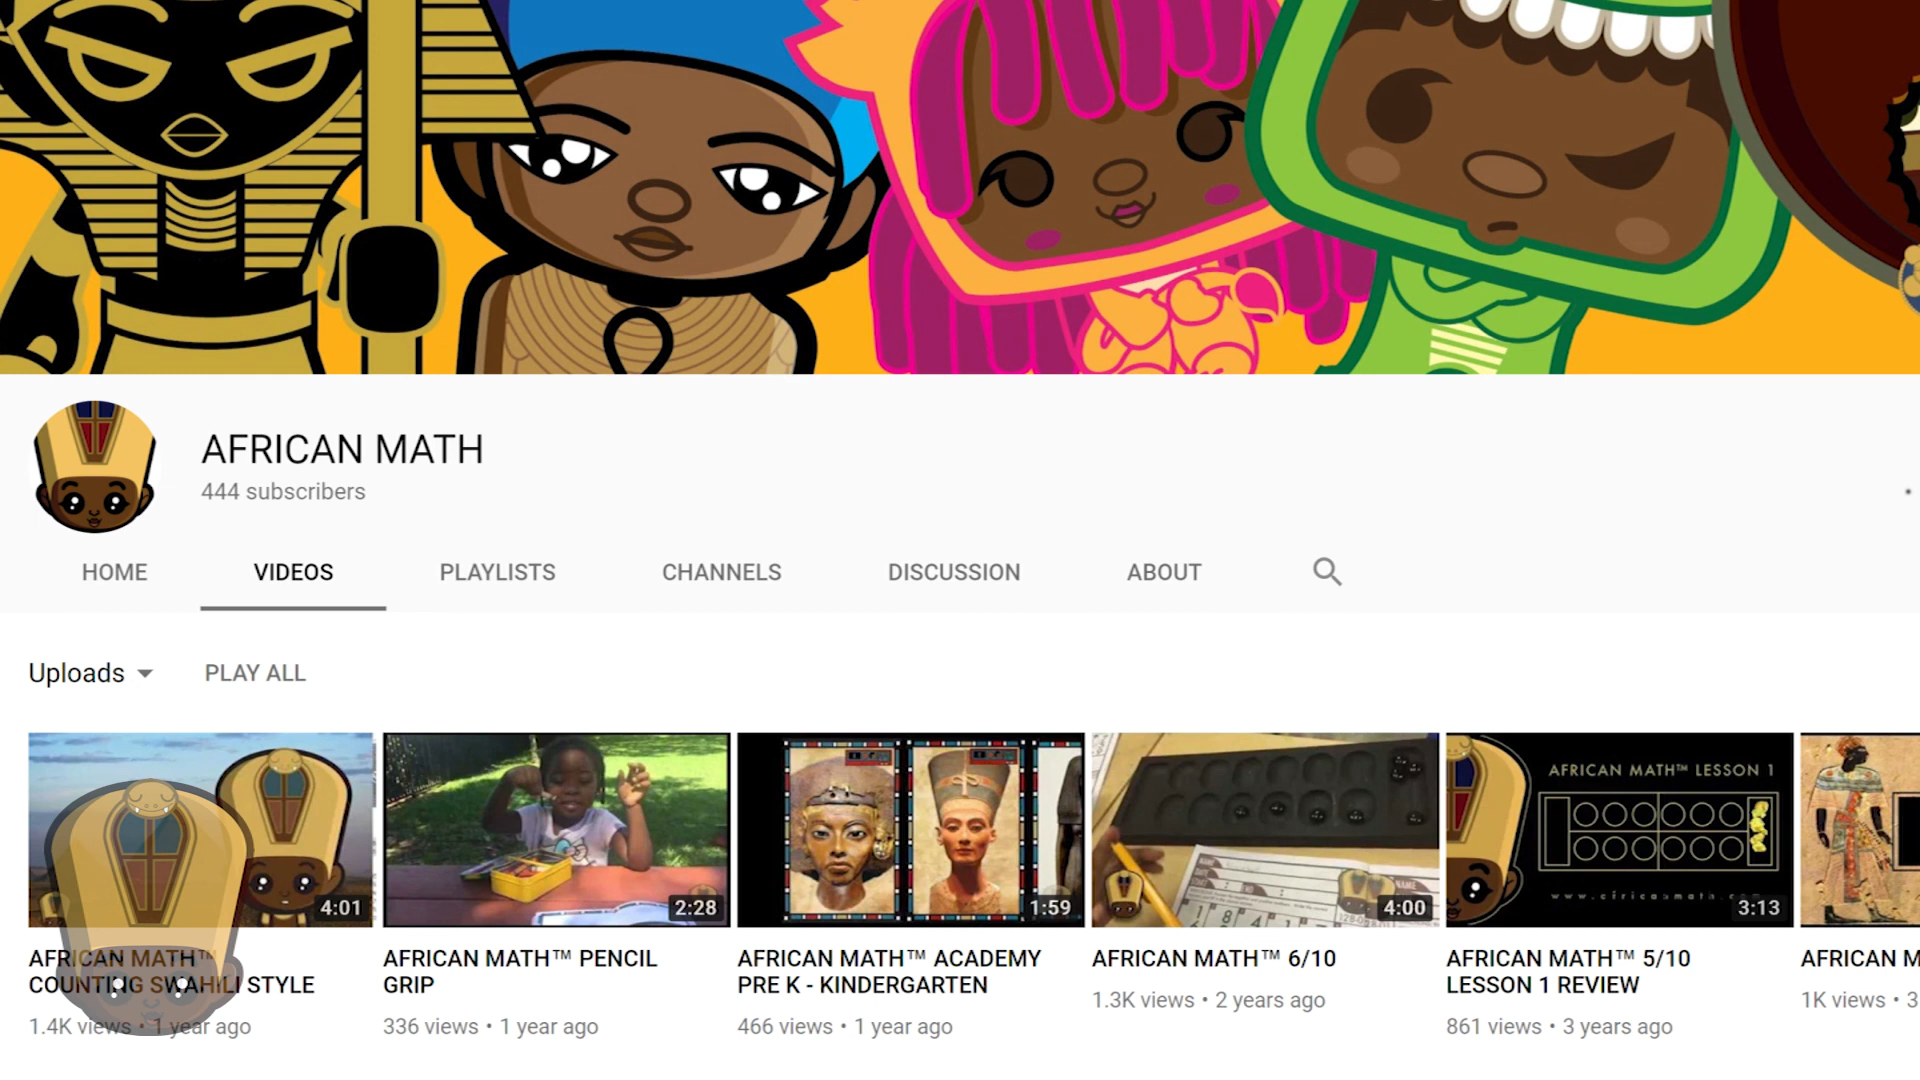 AFRICAN MATH
444 subscribers
HOME VIDEOS PLAYLISTS CHANNELS DISCUSSION ABOUT
Uploads PLAY ALL
AFRICAN MATH™ LESSON 1
4:01 2:28 1:59 4:00 3:13
AFRICAN MATH™
COUNTING SWAHILI STYLE
1.4K views • 1 year ago
AFRICAN MATH™ PENCIL
GRIP
336 views • 1 year ago
AFRICAN MATH™ ACADEMY
PRE K - KINDERGARTEN
466 views • 1 year ago
AFRICAN MATH™ 6/10
1.3K views • 2 years ago
AFRICAN MATH™ 5/10
LESSON 1 REVIEW
861 views • 3 years ago
AFRICAN M
1K views • 3